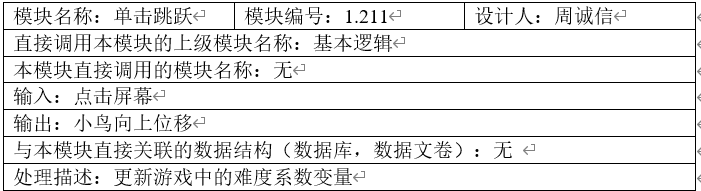 模块名称：单击跳跃 模块编号：1.211 设计人：周诚信
直接调用本模块的上级模块名称：基本逻辑
本模块直接调用的模块名称：无
输入：点击屏幕
输出：小鸟向上位移
与本模块直接关联的数据结构（数据库，数据文卷）：无
处理描述：更新游戏中的难度系数变量